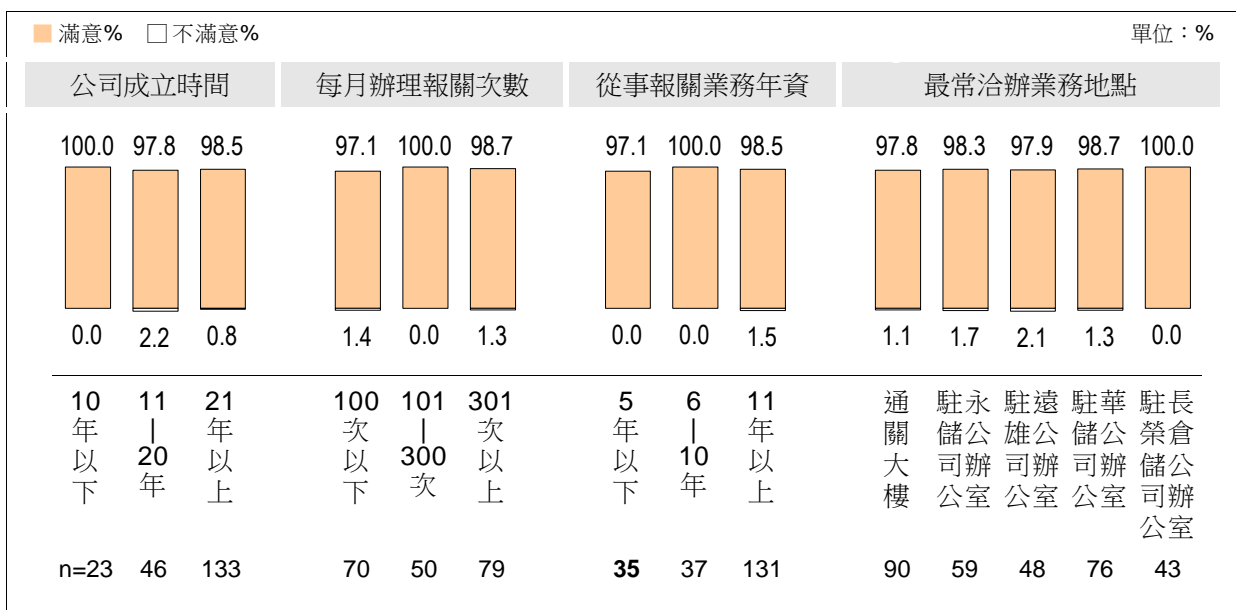 滿意% 不滿意% 單位：%
公司成立時間 每月辦理報關次數 從事報關業務年資 最常洽辦業務地點
100.0 97.8 98.5 97.1 100.0 98.7 97.1 100.0 98.5 97.8 98.3 97.9 98.7 100.0
0.0 2.2 0.8 1.4 0.0 1.3 0.0 0.0 1.5 1.1 1.7 2.1 1.3 0.0
10年以下
11|20年
21年以上
100次以下
101|300次
301次以上
5年以下
6|10年
11年以上
通關大樓
駐永儲公司辦公室
駐遠雄公司辦公室
駐華儲公司辦公室
駐長榮倉儲公司辦公室
n=23 46 133 70 50 79 35 37 131 90 59 48 76 43